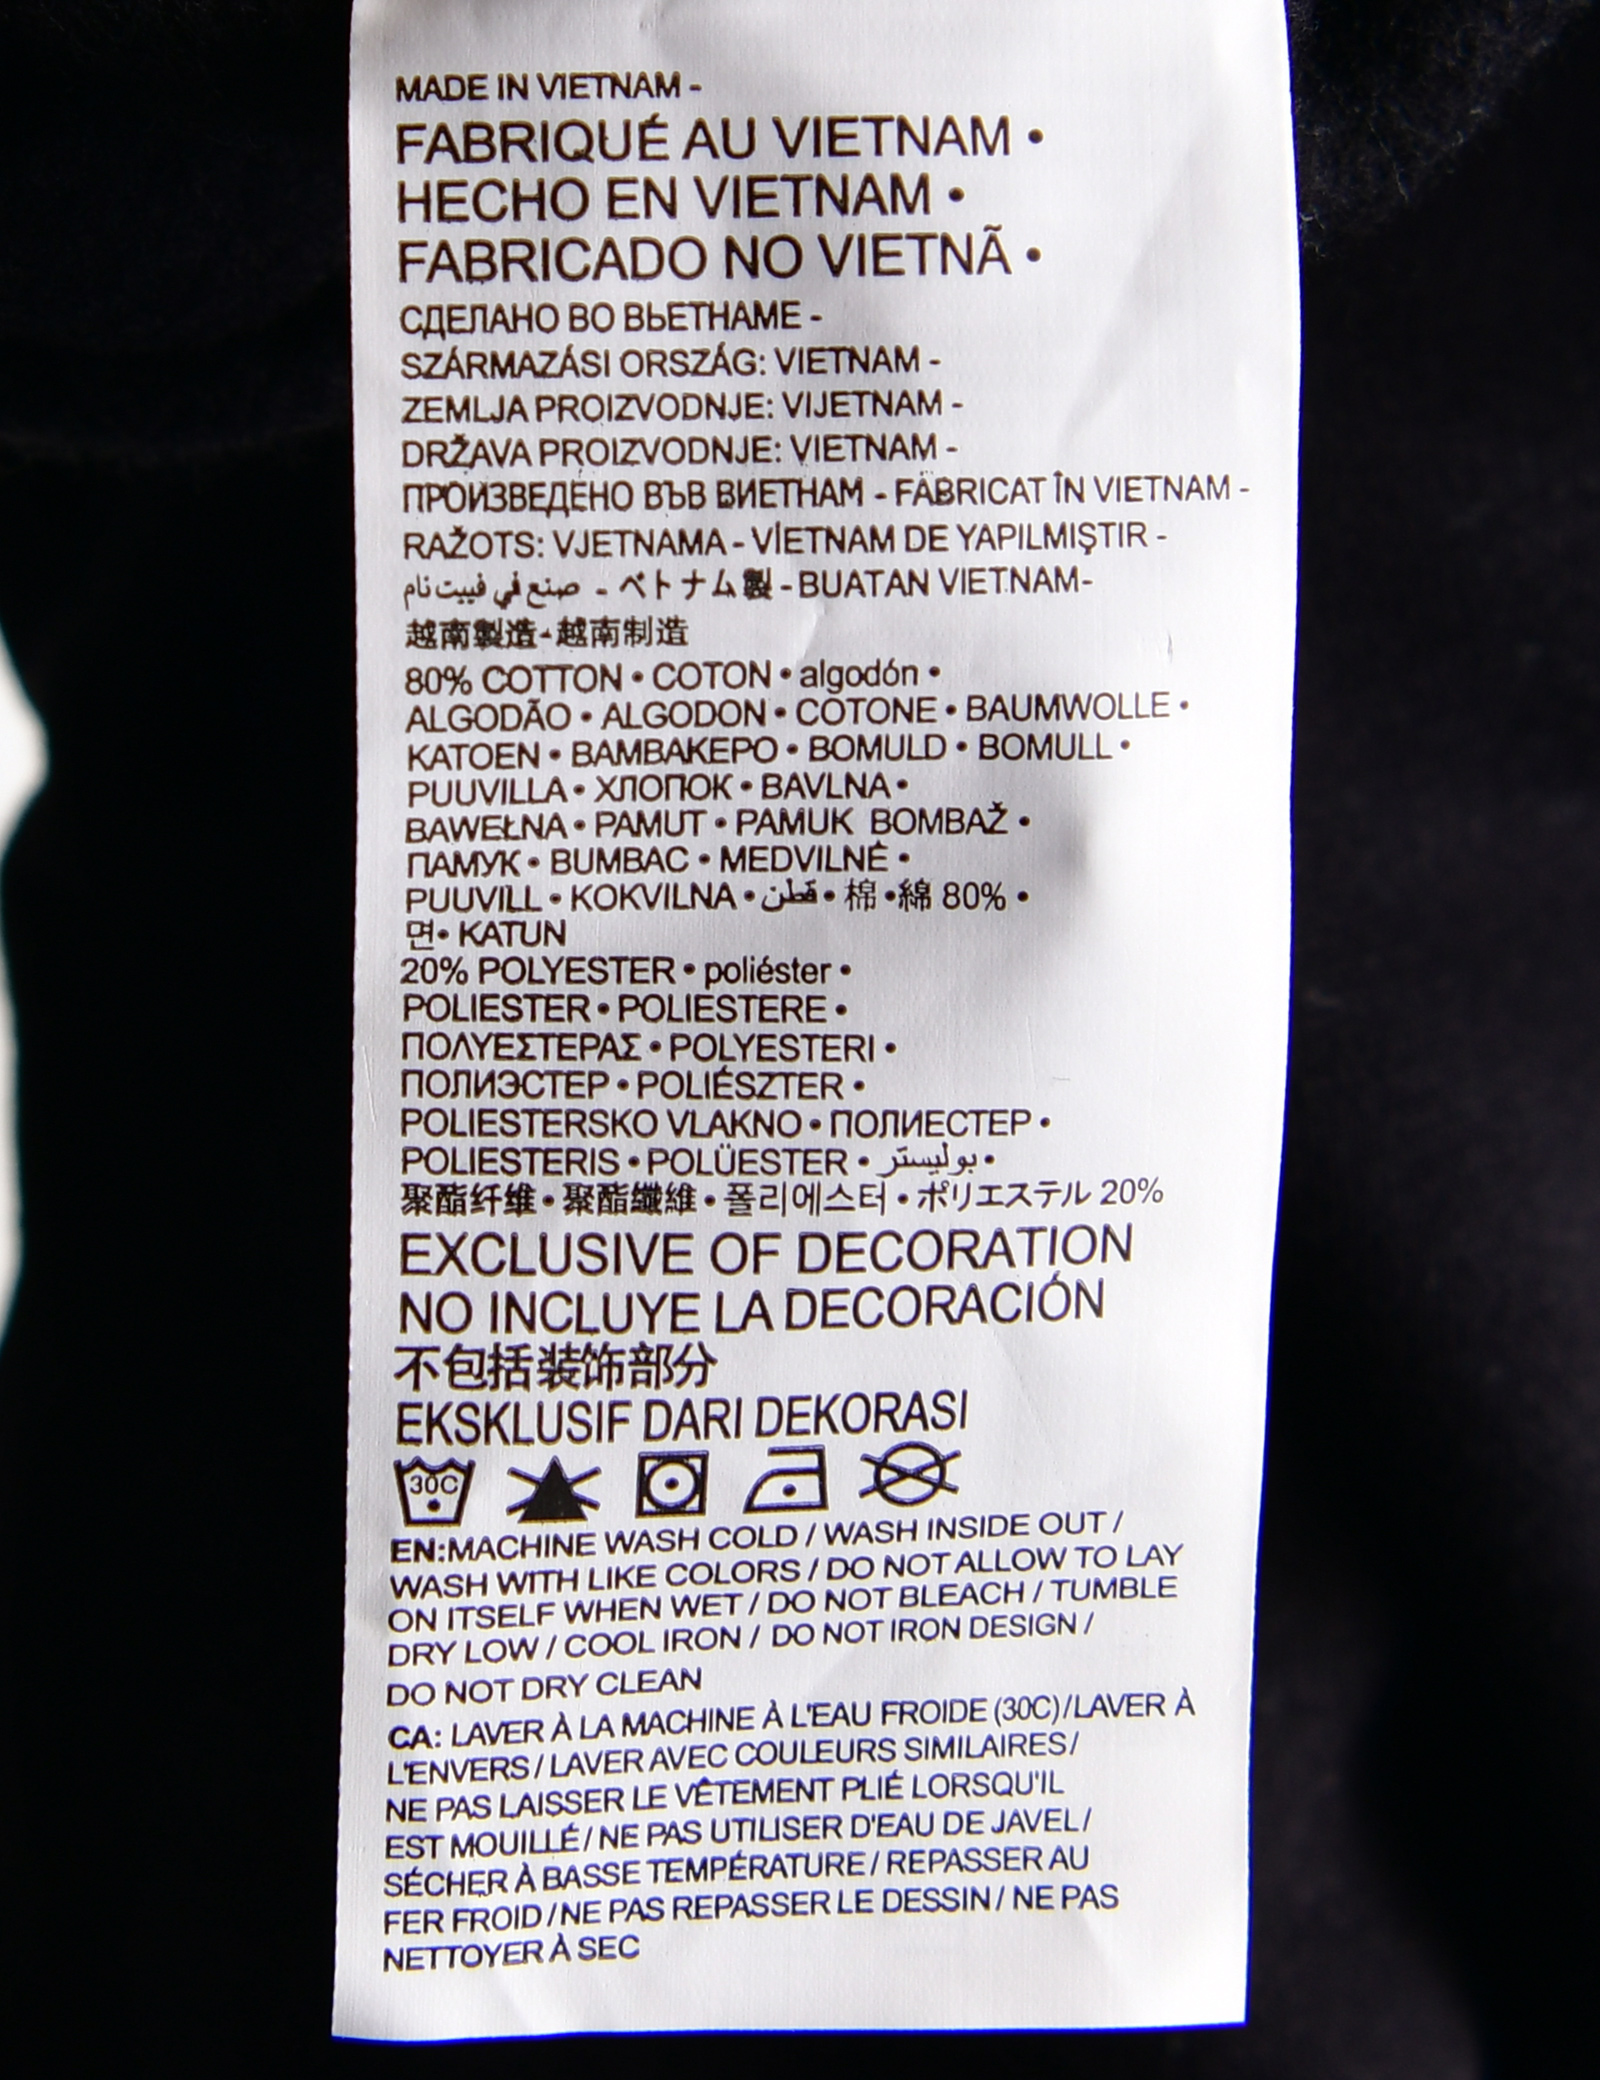 MADE IN VIETNAM -
FABRIQUÉ AU VIETNAM •
HECHO EN VIETNAM •
FABRICADO NO VIETNÃ •
СДЕЛАНО ВО ВЬЕТНАМЕ -
SZÁRMAZÁSI ORSZÁG: VIETNAM -
ZEMLJA PROIZVODNJE: VIJETNAM -
DRŽAVA PROIZVODNJE: VIETNAM -
ПРОИЗВЕДЕНО ВЪВ ВИЕТНАМ - FABRICAT ÎN VIETNAM -
RAŽOTS: VJETNAMA - VİETNAM DE YAPILMIŞTIR -
صنع في فييت نام - ベトナム製 - BUATAN VIETNAM-
越南製造-越南制造
80% COTTON • COTON • algodón •
ALGODÃO • ALGODON • COTONE • BAUMWOLLE •
KATOEN • BAMBAKEPO • BOMULD • BOMULL •
PUUVILLA • ХЛОПОК • BAVLNA •
BAWEŁNA • PAMUT • PAMUK BOMBAŽ •
ПАМУК • BUMBAC • MEDVILNĖ •
PUUVILL • KOKVILNA • قطن • 棉 • 綿 80% •
면 • KATUN
20% POLYESTER • poliéster •
POLIESTER • POLIESTERE •
ΠΟΛΥΕΣΤΕΡΑΣ • POLYESTERI •
ПОЛИЭСТЕР • POLIÉSZTER •
POLIESTERSKO VLAKNO • ПОЛИЕСТЕР •
POLIESTERIS • POLÜESTER • بوليستر •
聚酯纤维 • 聚酯纖維 • 폴리에스터 • ポリエステル 20%
EXCLUSIVE OF DECORATION
NO INCLUYE LA DECORACIÓN
不包括装饰部分
EKSKLUSIF DARI DEKORASI
30C
EN:MACHINE WASH COLD / WASH INSIDE OUT /
WASH WITH LIKE COLORS / DO NOT ALLOW TO LAY
ON ITSELF WHEN WET / DO NOT BLEACH / TUMBLE
DRY LOW / COOL IRON / DO NOT IRON DESIGN /
DO NOT DRY CLEAN
CA: LAVER À LA MACHINE À L'EAU FROIDE (30C)/LAVER À
L'ENVERS / LAVER AVEC COULEURS SIMILAIRES/
NE PAS LAISSER LE VÊTEMENT PLIÉ LORSQU'IL
EST MOUILLÉ / NE PAS UTILISER D'EAU DE JAVEL/
SÉCHER À BASSE TEMPÉRATURE / REPASSER AU
FER FROID /NE PAS REPASSER LE DESSIN / NE PAS
NETTOYER À SEC